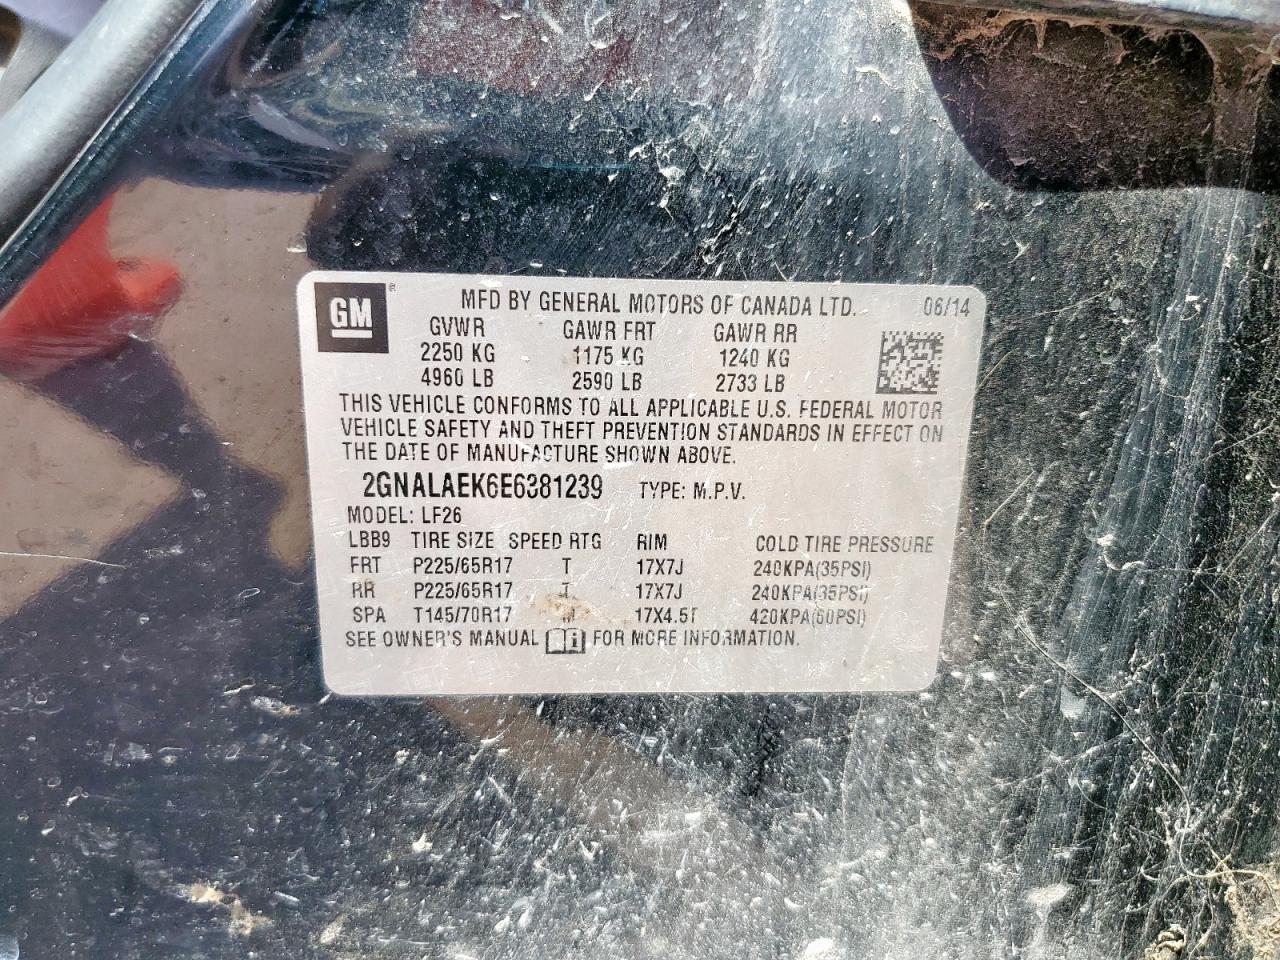 GM ® MFD BY GENERAL MOTORS OF CANADA LTD. 06/14
GVWR GAWR FRT GAWR RR
2250 KG 1175 KG 1240 KG
4960 LB 2590 LB 2733 LB
THIS VEHICLE CONFORMS TO ALL APPLICABLE U.S. FEDERAL MOTOR
VEHICLE SAFETY AND THEFT PREVENTION STANDARDS IN EFFECT ON
THE DATE OF MANUFACTURE SHOWN ABOVE.
2GNALAEK6E6381239 TYPE: M.P.V.
MODEL: LF26
LBB9 TIRE SIZE SPEED RTG RIM COLD TIRE PRESSURE
FRT P225/65R17 T 17X7J 240KPA(35PSI)
RR P225/65R17 T 17X7J 240KPA(35PSI)
SPA T145/70R17 M 17X4.5T 420KPA(60PSI)
SEE OWNER'S MANUAL i FOR MORE INFORMATION.